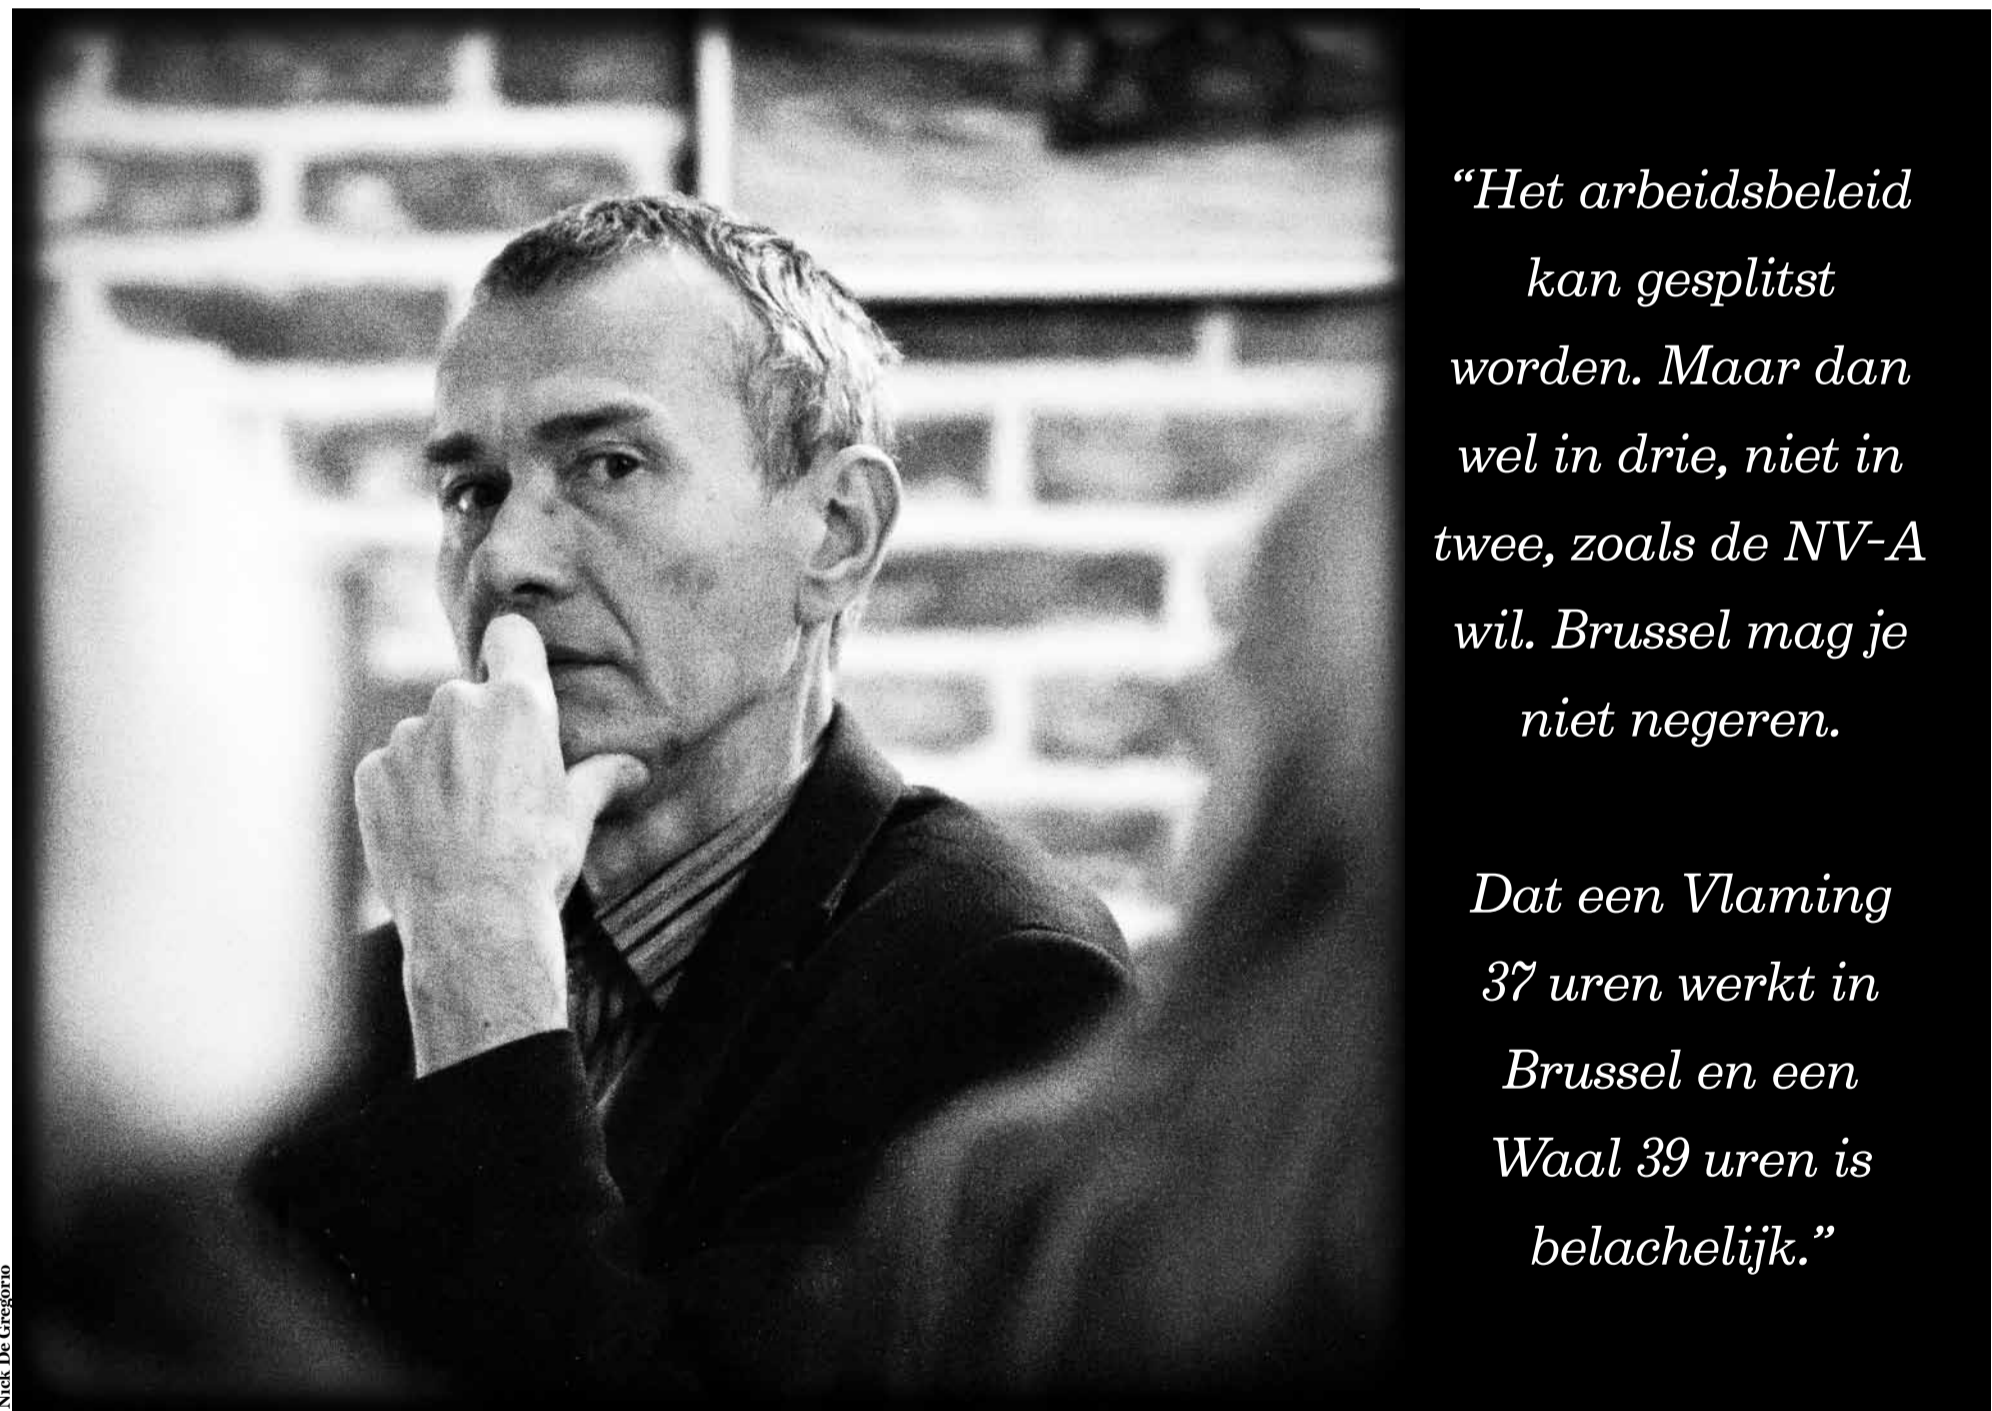 “Het arbeidsbeleid
kan gesplitst
worden. Maar dan
wel in drie, niet in
twee, zoals de NV-A
wil. Brussel mag je
niet negeren.
Dat een Vlaming
37 uren werkt in
Brussel en een
Waal 39 uren is
belachelijk.”
Nick De Gregorio